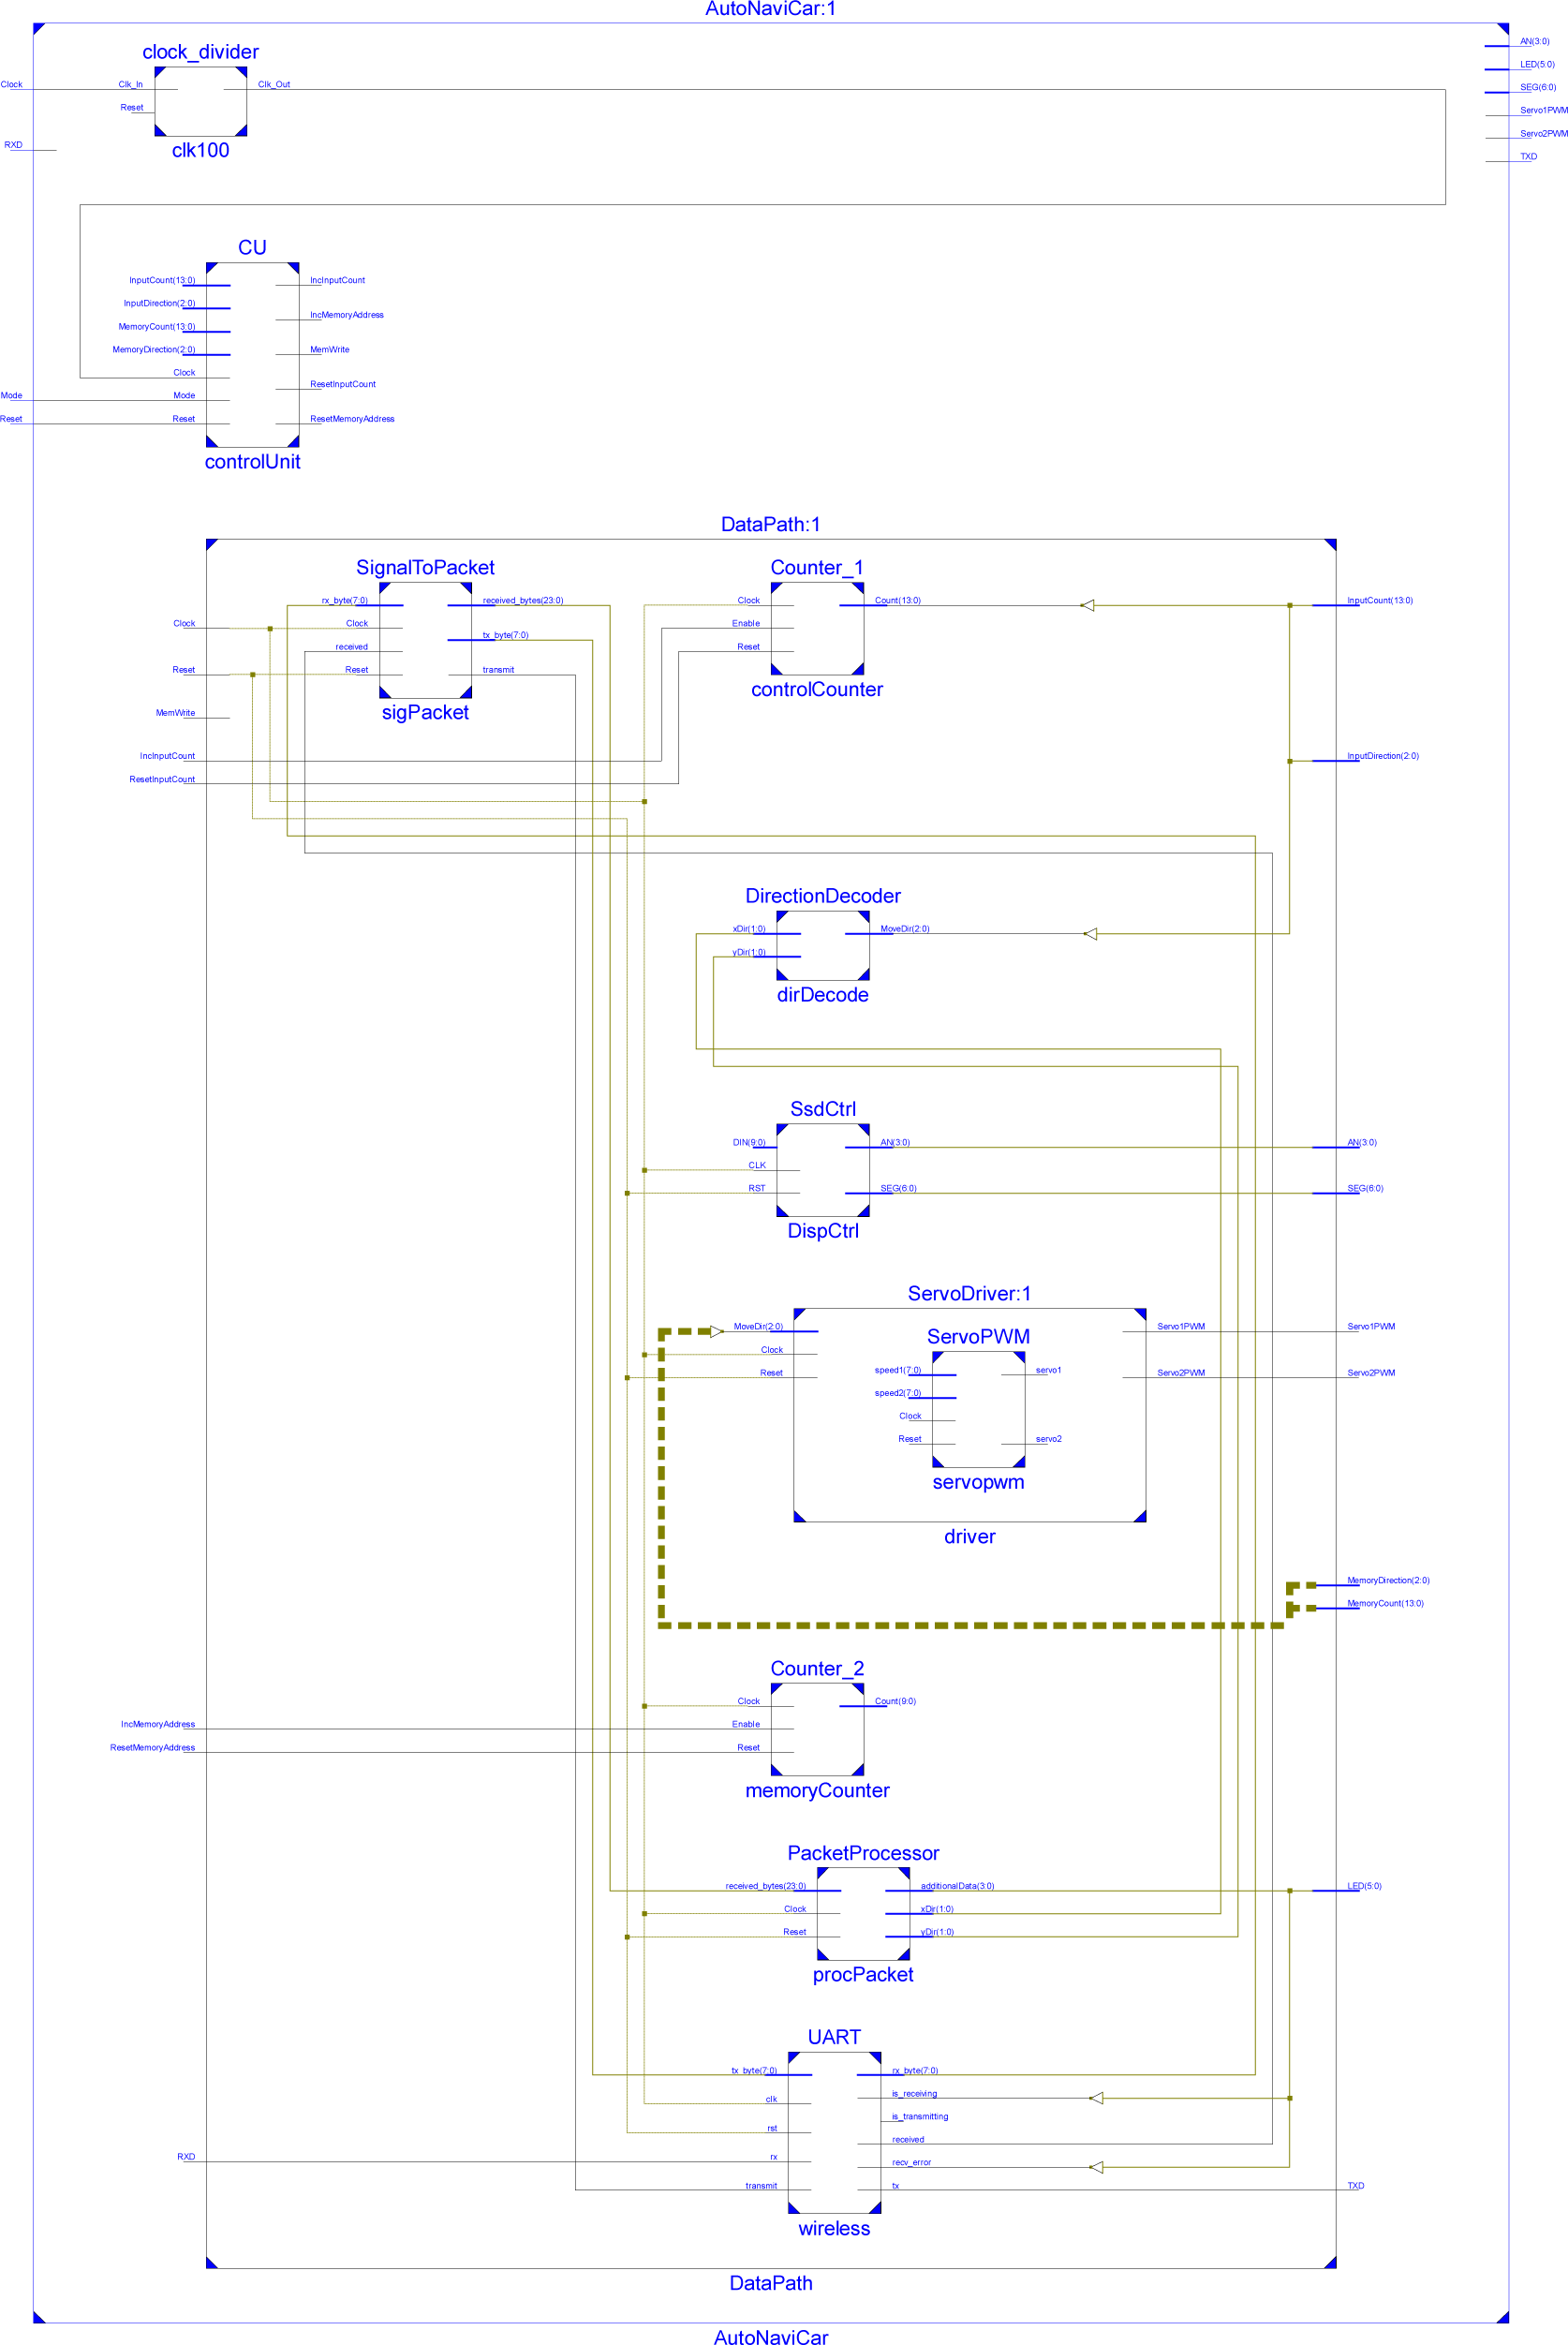 AutoNaviCar:1
AN(3:0)
LED(5:0)
SEG(6:0)
Servo1PWM
Servo2PWM
TXD
clock_divider
Clock
Clk_In
Clk_Out
Reset
RXD
clk100
CU
InputCount(13:0)
IncInputCount
InputDirection(2:0)
IncMemoryAddress
MemoryCount(13:0)
MemoryDirection(2:0)
MemWrite
Clock
ResetInputCount
Mode
Mode
Reset
Reset
ResetMemoryAddress
controlUnit
DataPath:1
SignalToPacket
rx_byte(7:0)
received_bytes(23:0)
Clock
Clock
tx_byte(7:0)
received
Reset
Reset
transmit
sigPacket
MemWrite
IncInputCount
ResetInputCount
Counter_1
Clock
Count(13:0)
InputCount(13:0)
Enable
Reset
controlCounter
InputDirection(2:0)
DirectionDecoder
xDir(1:0)
MoveDir(2:0)
yDir(1:0)
dirDecode
SsdCtrl
DIN(9:0)
AN(3:0)
AN(3:0)
CLK
RST
SEG(6:0)
SEG(6:0)
DispCtrl
ServoDriver:1
MoveDir(2:0)
Servo1PWM
Servo1PWM
Clock
Reset
Servo2PWM
Servo2PWM
ServoPWM
speed1(7:0)
servo1
speed2(7:0)
Clock
Reset
servo2
servopwm
driver
MemoryDirection(2:0)
MemoryCount(13:0)
Counter_2
Clock
Count(9:0)
IncMemoryAddress
Enable
ResetMemoryAddress
Reset
memoryCounter
PacketProcessor
received_bytes(23:0)
additionalData(3:0)
LED(5:0)
Clock
xDir(1:0)
Reset
yDir(1:0)
procPacket
UART
tx_byte(7:0)
rx_byte(7:0)
clk
is_receiving
is_transmitting
rst
received
RXD
rx
recv_error
transmit
tx
TXD
wireless
DataPath
AutoNaviCar